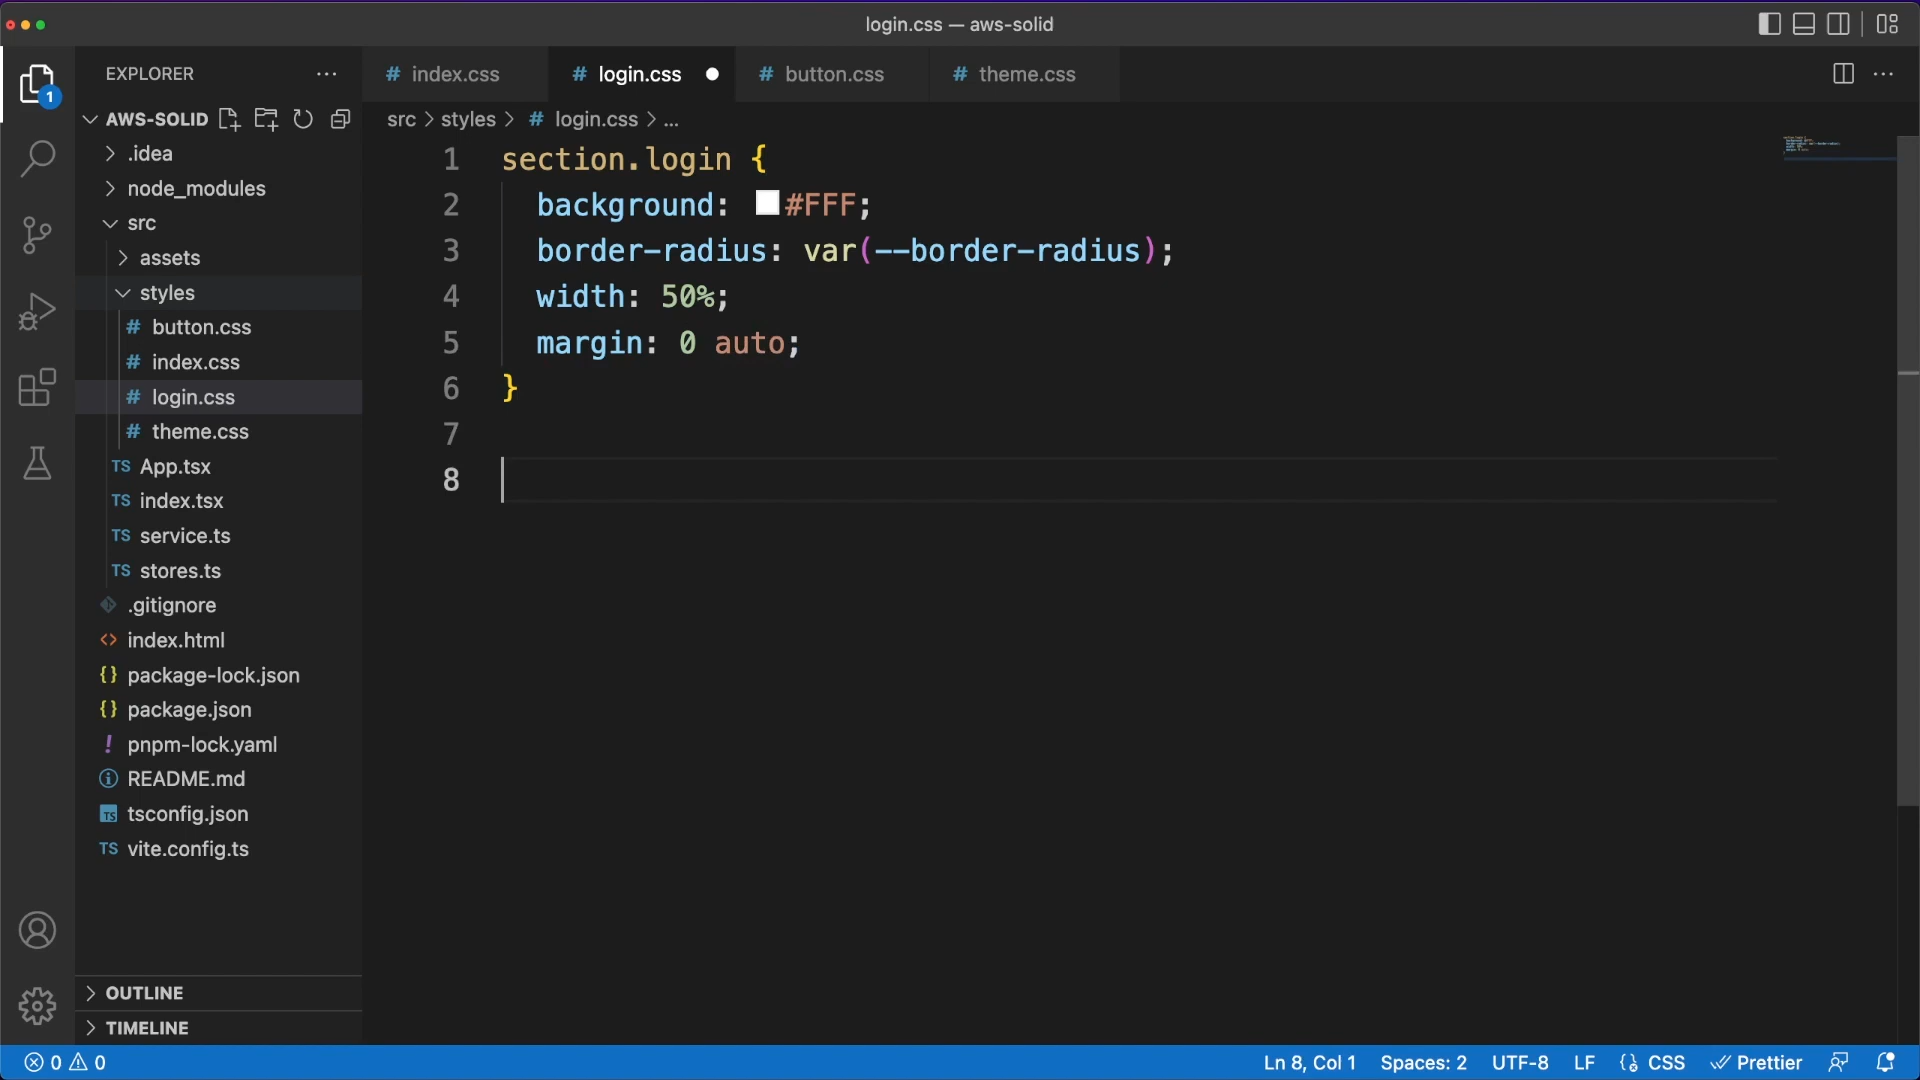 login.css — aws-solid
EXPLORER
1
AWS-SOLID
.idea
node_modules
src
assets
styles
# button.css
# index.css
# login.css
# theme.css
TS App.tsx
TS index.tsx
TS service.ts
TS stores.ts
.gitignore
<> index.html
{} package-lock.json
{} package.json
! pnpm-lock.yaml
README.md
TS tsconfig.json
TS vite.config.ts
OUTLINE
TIMELINE
# index.css
# login.css
# button.css
# theme.css
src > styles > # login.css > ...
1 section.login {
2 background: #FFF;
3 border-radius: var(--border-radius);
4 width: 50%;
5 margin: 0 auto;
6 }
7
8
0 0
Ln 8, Col 1 Spaces: 2 UTF-8 LF {} CSS Prettier